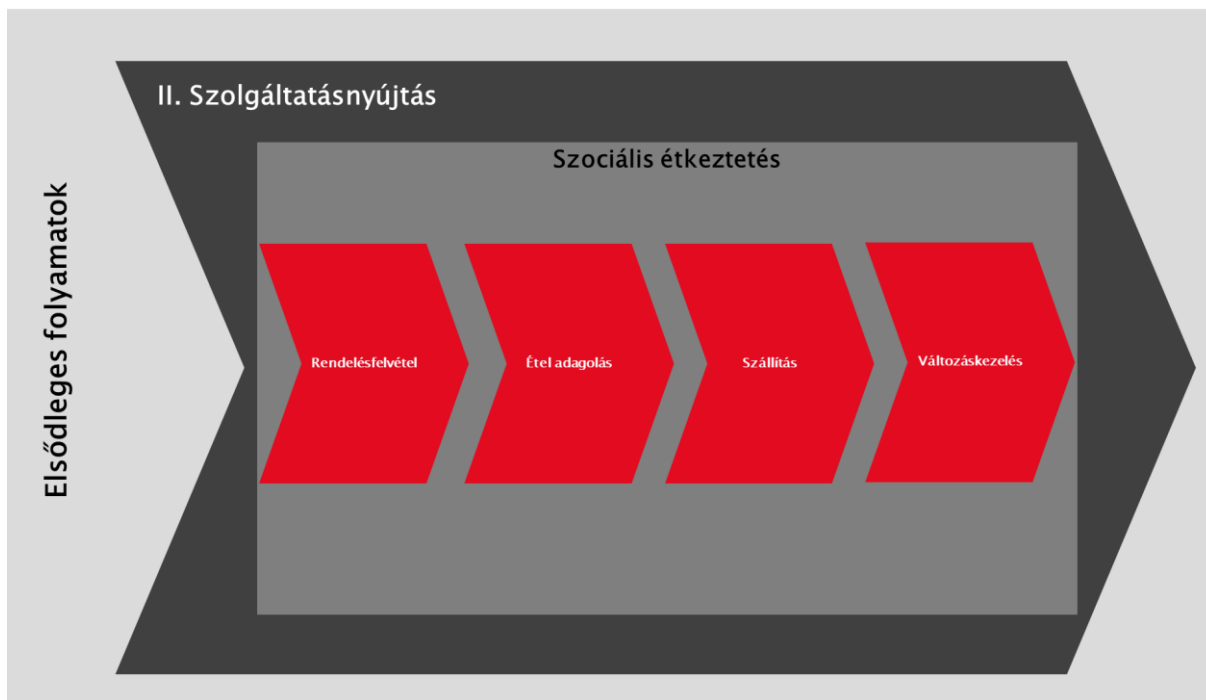 II. Szolgáltatásnyújtás
Szociális étkeztetés
Elsődleges folyamatok
Rendelésfelvétel
Étel adagolás
Szállítás
Változáskezelés